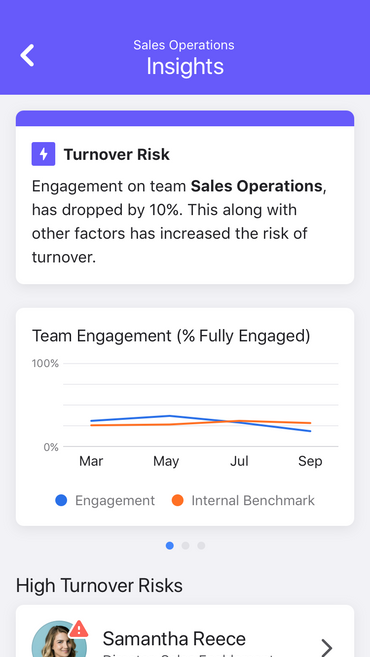 Sales Operations
Insights
Turnover Risk
Engagement on team Sales Operations,
has dropped by 10%. This along with
other factors has increased the risk of
turnover.
Team Engagement (% Fully Engaged)
100%
0%
Mar May Jul Sep
Engagement Internal Benchmark
High Turnover Risks
Samantha Reece